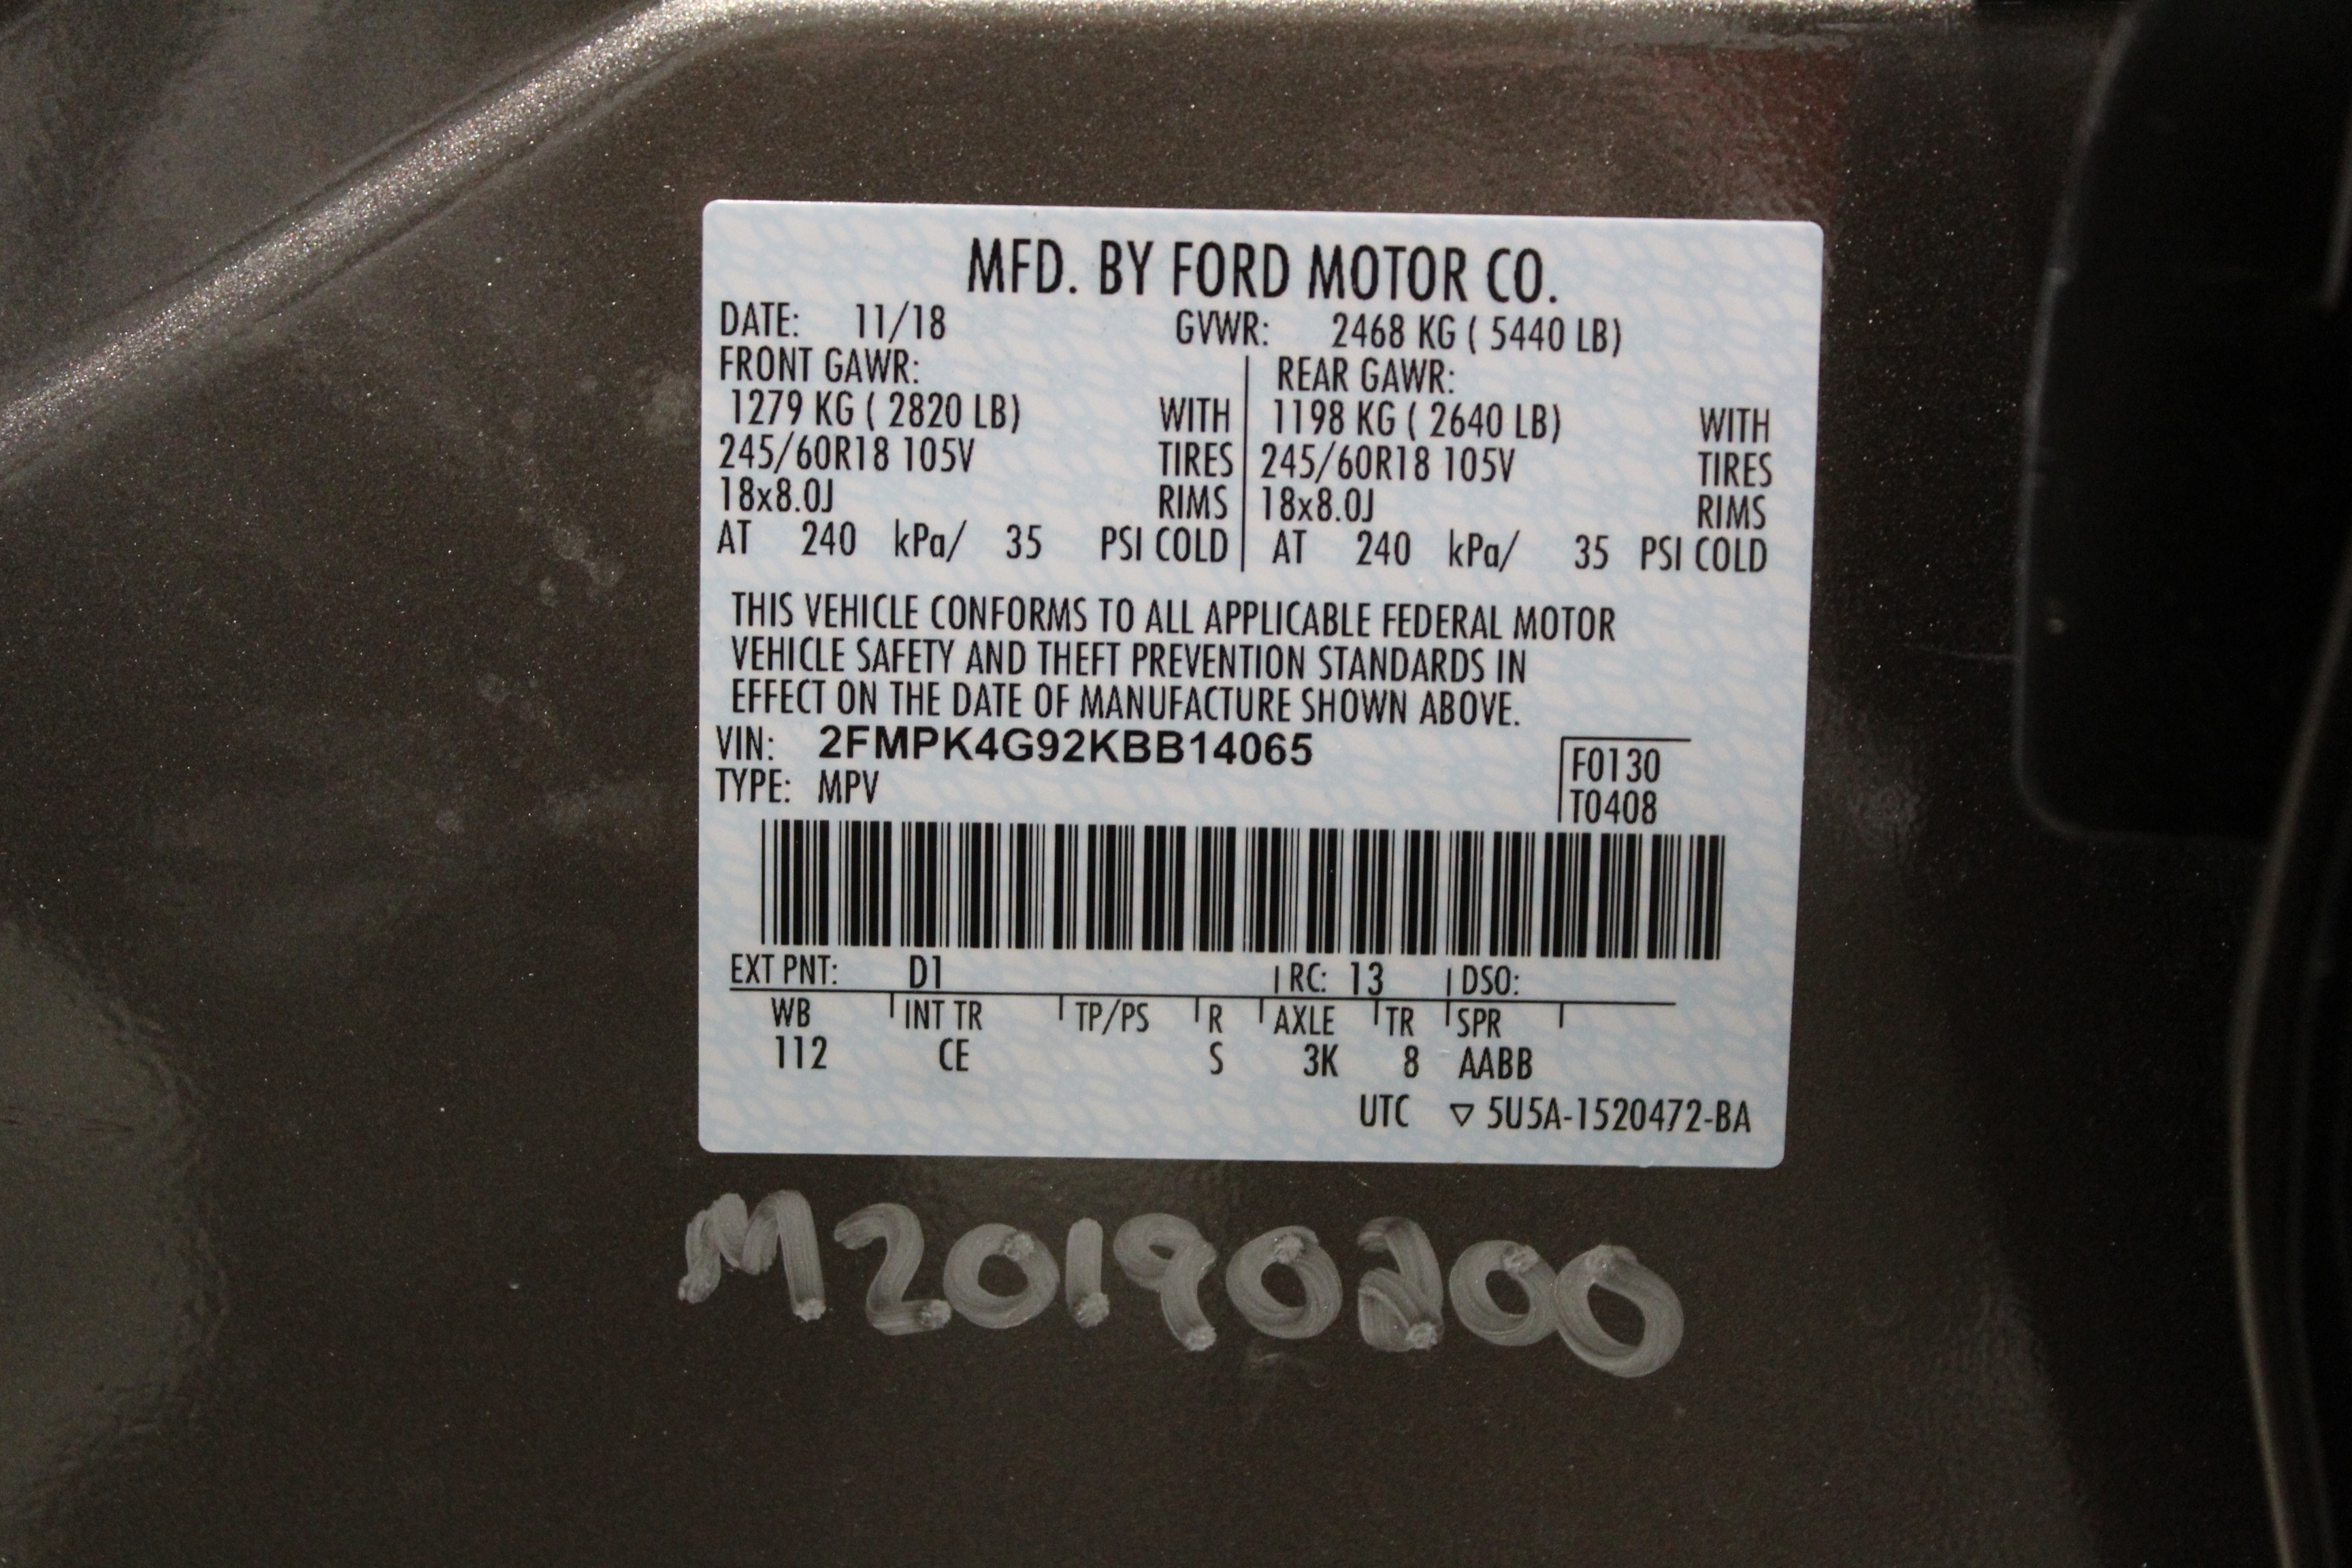 MFD. BY FORD MOTOR CO.
DATE: 11/18 GVWR: 2468 KG ( 5440 LB)
FRONT GAWR: REAR GAWR:
1279 KG ( 2820 LB) WITH 1198 KG ( 2640 LB) WITH
245/60R18 105V TIRES 245/60R18 105V TIRES
18x8.0J RIMS 18x8.0J RIMS
AT 240 kPa/ 35 PSI COLD AT 240 kPa/ 35 PSI COLD
THIS VEHICLE CONFORMS TO ALL APPLICABLE FEDERAL MOTOR
VEHICLE SAFETY AND THEFT PREVENTION STANDARDS IN
EFFECT ON THE DATE OF MANUFACTURE SHOWN ABOVE.
VIN: 2FMPK4G92KBB14065 F0130
TYPE: MPV T0408
EXT PNT: D1 RC: 13 DSO:
WB INT TR TP/PS R AXLE TR SPR
112 CE S 3K 8 AABB
UTC ▽ 5U5A-1520472-BA
M20190200